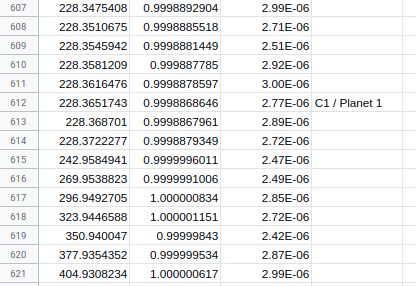 607 228.3475408 0.9998892904 2.99E-06
608 228.3510675 0.9998885518 2.71E-06
609 228.3545942 0.9998881449 2.51E-06
610 228.3581209 0.999887785 2.92E-06
611 228.3616476 0.9998878597 3.00E-06
612 228.3651743 0.9998868646 2.77E-06 C1 / Planet 1
613 228.368701 0.9998867961 2.89E-06
614 228.3722277 0.9998879349 2.72E-06
615 242.9584941 0.9999996011 2.47E-06
616 269.9538823 0.9999991006 2.49E-06
617 296.9492705 1.000000834 2.85E-06
618 323.9446588 1.000001151 2.72E-06
619 350.940047 0.99999843 2.42E-06
620 377.9354352 0.999999534 2.87E-06
621 404.9308234 1.000000617 2.99E-06